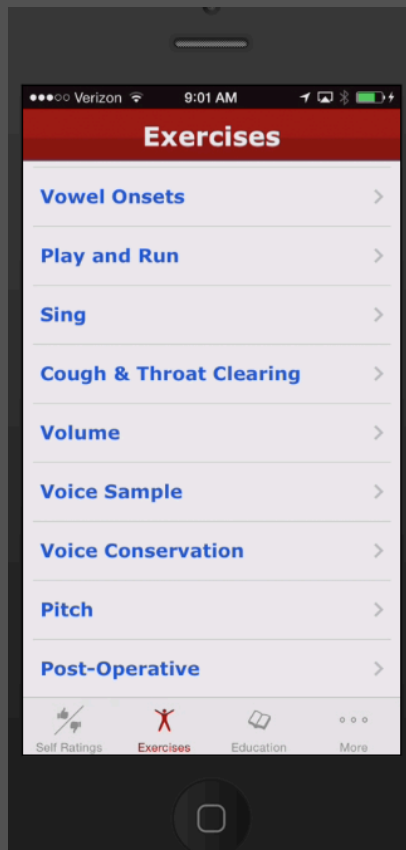 Verizon 9:01 AM
Exercises
Vowel Onsets
Play and Run
Sing
Cough & Throat Clearing
Volume
Voice Sample
Voice Conservation
Pitch
Post-Operative
Self Ratings Exercises Education More